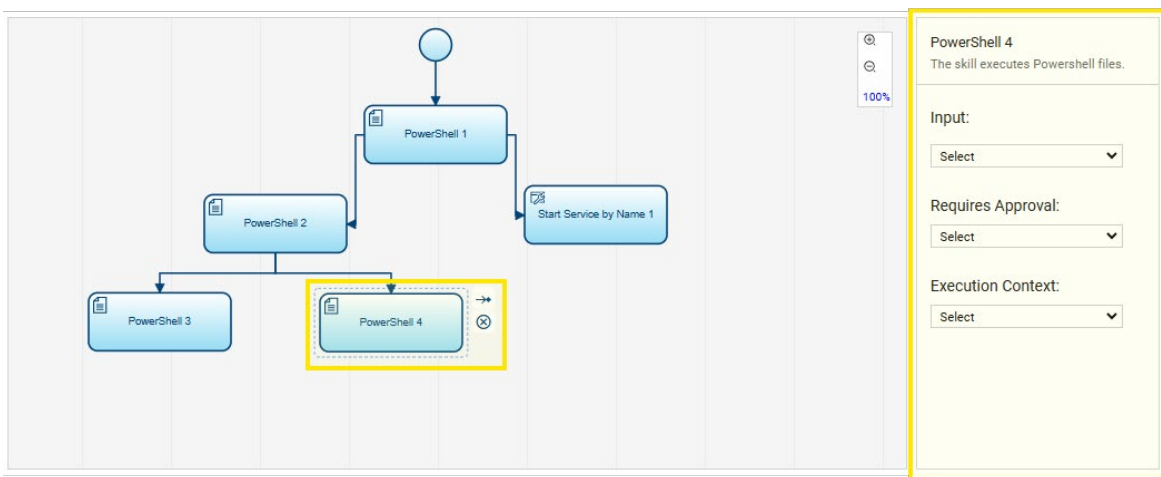 PowerShell 1
PowerShell 2
Start Service by Name 1
PowerShell 3
PowerShell 4
100%
PowerShell 4
The skill executes Powershell files.
Input:
Select
Requires Approval:
Select
Execution Context:
Select